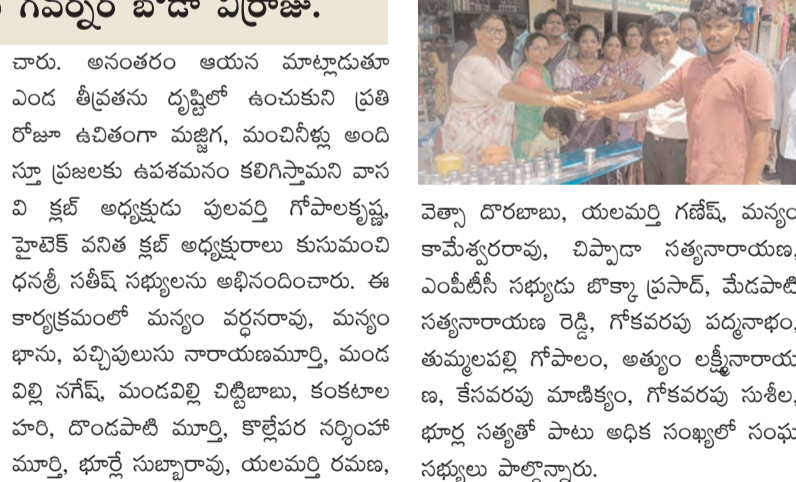 గవర్నర్ బోడా వీర్రాజు.
చారు. అనంతరం ఆయన మాట్లాడుతూ
ఎండ తీవ్రతను దృష్టిలో ఉంచుకుని ప్రతి
రోజూ ఉచితంగా మజ్జిగ, మంచినీళ్లు అంది
స్తూ ప్రజలకు ఉపశమనం కలిగిస్తామని వాస
వి క్లబ్ అధ్యక్షుడు పులవర్తి గోపాలకృష్ణ,
హైటెక్ వనిత క్లబ్ అధ్యక్షురాలు కుసుమంచి
ధనశ్రీ సతీష్ సభ్యులను అభినందించారు. ఈ
కార్యక్రమంలో మన్యం వర్ధనరావు, మన్యం
భాను, పచ్చిపులుసు నారాయణమూర్తి, మండ
విల్లి నగేష్, మండవిల్లి చిట్టిబాబు, కంకటాల
హరి, దొండపాటి మూర్తి, కొల్లేపర నర్శింహా
మూర్తి, భూర్లే సుబ్బారావు, యలమర్తి రమణ,
వెత్సా దొరబాబు, యలమర్తి గణేష్, మన్యం
కామేశ్వరరావు, చిప్పాడా సత్యనారాయణ,
ఎంపీటీసీ సభ్యుడు బొక్కా ప్రసాద్, మేడపాటి
సత్యనారాయణ రెడ్డి, గోకవరపు పద్మనాభం,
తుమ్మలపల్లి గోపాలం, అత్యుం లక్ష్మీనారాయ
ణ, కేసవరపు మాణిక్యం, గోకవరపు సుశీల,
భూర్ల సత్యతో పాటు అధిక సంఖ్యలో సంఘ
సభ్యులు పాల్గొన్నారు.